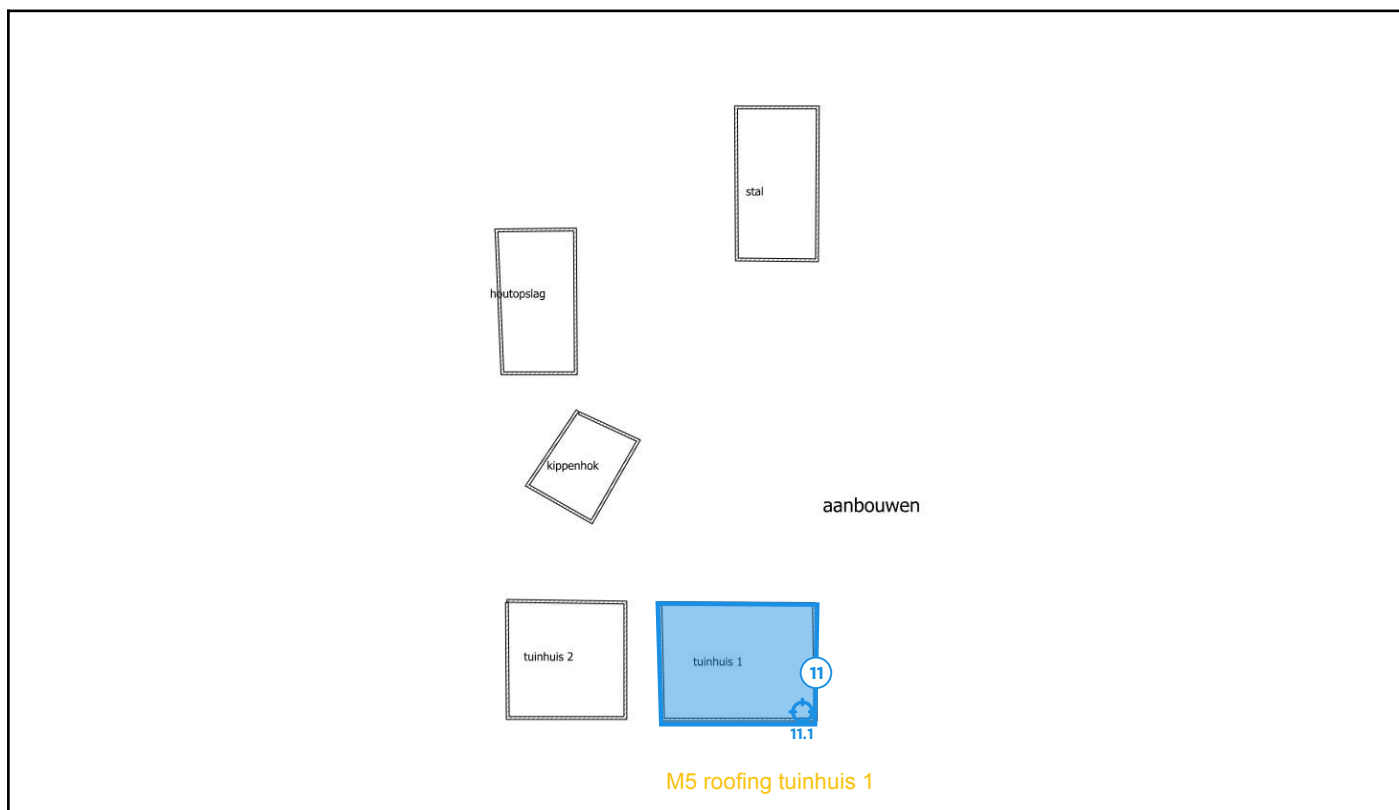 stal
houtopslag
kippenhok
aanbouwen
tuinhuis 2
tuinhuis 1
11
11.1
M5 roofing tuinhuis 1